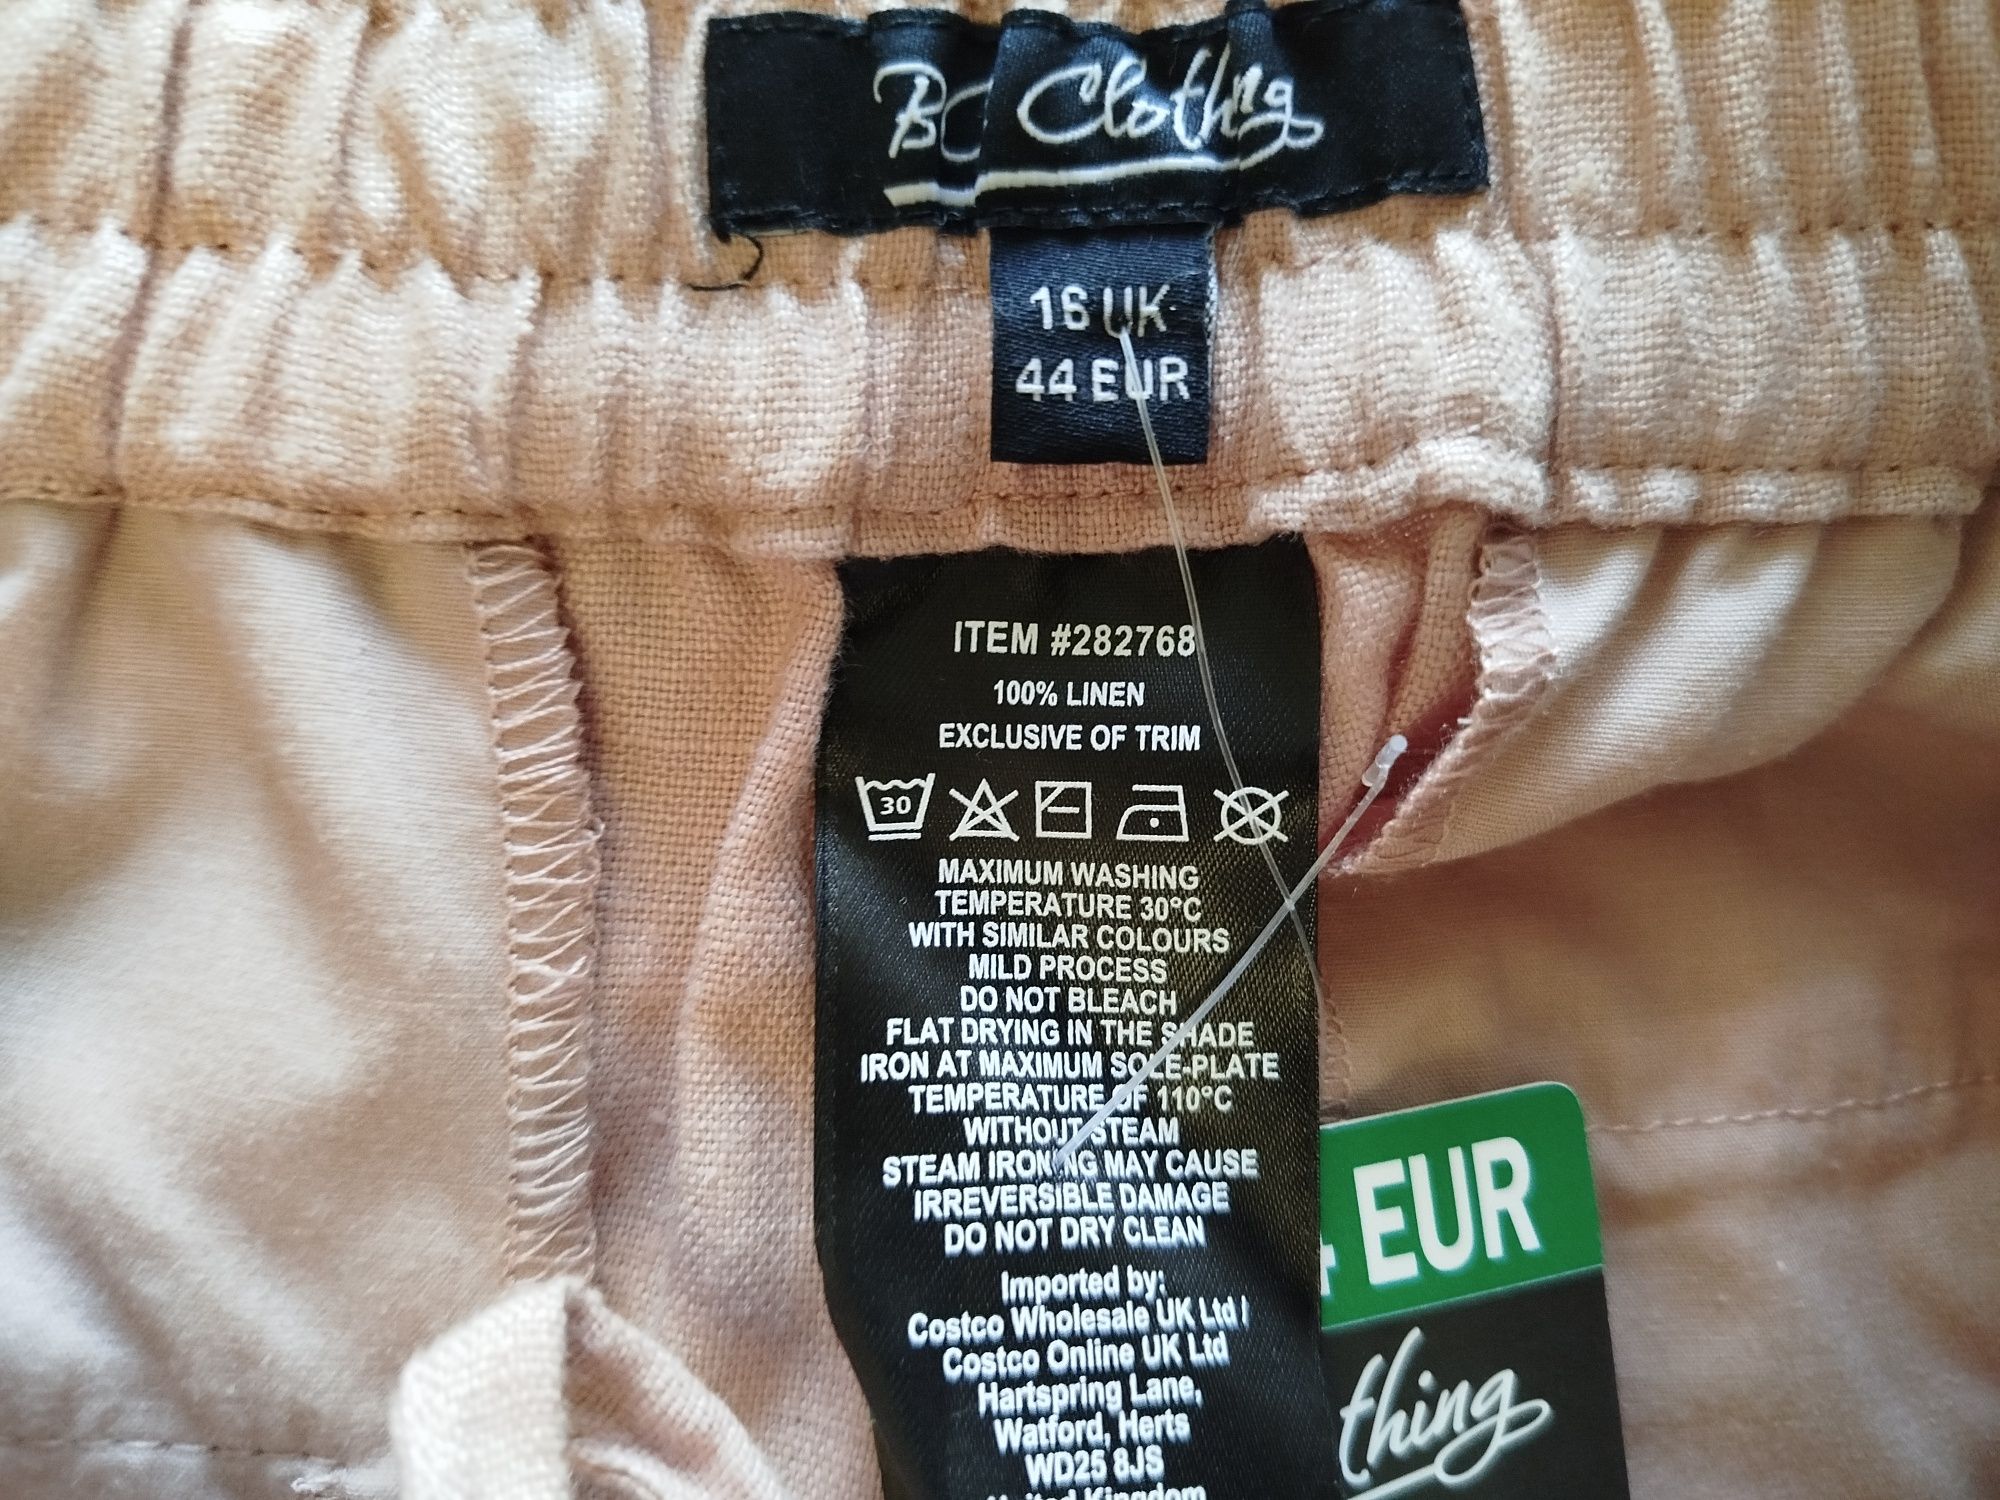 BC Clothing
16 UK
44 EUR
ITEM #282768
100% LINEN
EXCLUSIVE OF TRIM
30
MAXIMUM WASHING
TEMPERATURE 30°C
WITH SIMILAR COLOURS
MILD PROCESS
DO NOT BLEACH
FLAT DRYING IN THE SHADE
IRON AT MAXIMUM SOLE-PLATE
TEMPERATURE OF 110°C
WITHOUT STEAM
STEAM IRONING MAY CAUSE
IRREVERSIBLE DAMAGE
DO NOT DRY CLEAN
Imported by:
Costco Wholesale UK Ltd |
Costco Online UK Ltd
Hartspring Lane,
Watford, Herts
WD25 8JS
United Kingdom
EUR
thing